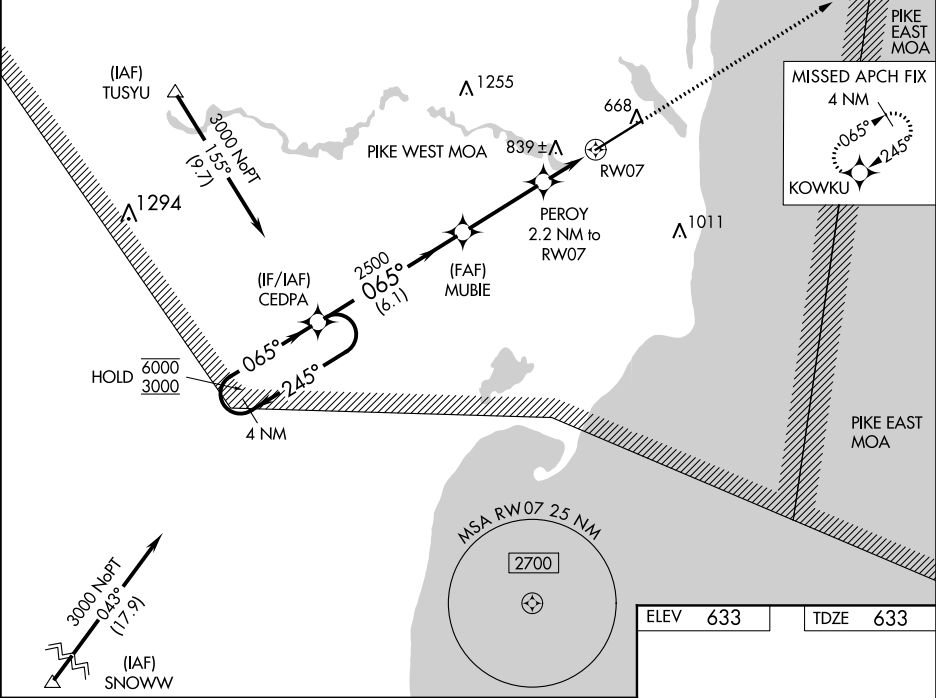 PIKE
EAST
MOA
MISSED APCH FIX
4 NM
065°
245°
KOWKU
(IAF)
TUSYU
3000 NoPT
155°
(9.7)
1255
668
PIKE WEST MOA
839±
RW07
1294
PEROY
2.2 NM to
RW07
1011
(FAF)
MUBIE
2500
065°
(6.1)
(IF/IAF)
CEDPA
065°
245°
HOLD
6000
3000
4 NM
PIKE EAST
MOA
MSA RW07 25 NM
2700
3000 NoPT
043°
(17.9)
(IAF)
SNOWW
ELEV 633
TDZE 633